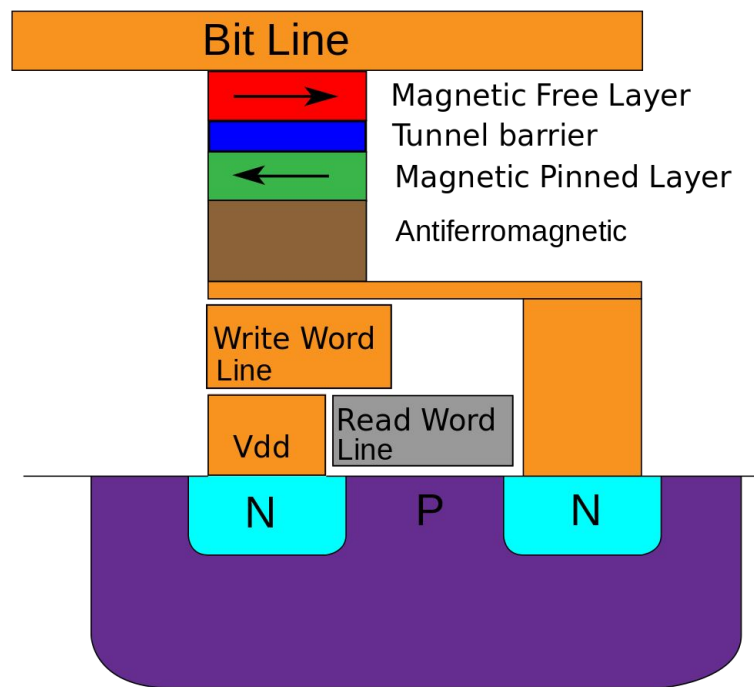 Bit Line
Magnetic Free Layer
Tunnel barrier
Magnetic Pinned Layer
Antiferromagnetic
Write Word
Line
Vdd
Read Word
Line
N
P
N